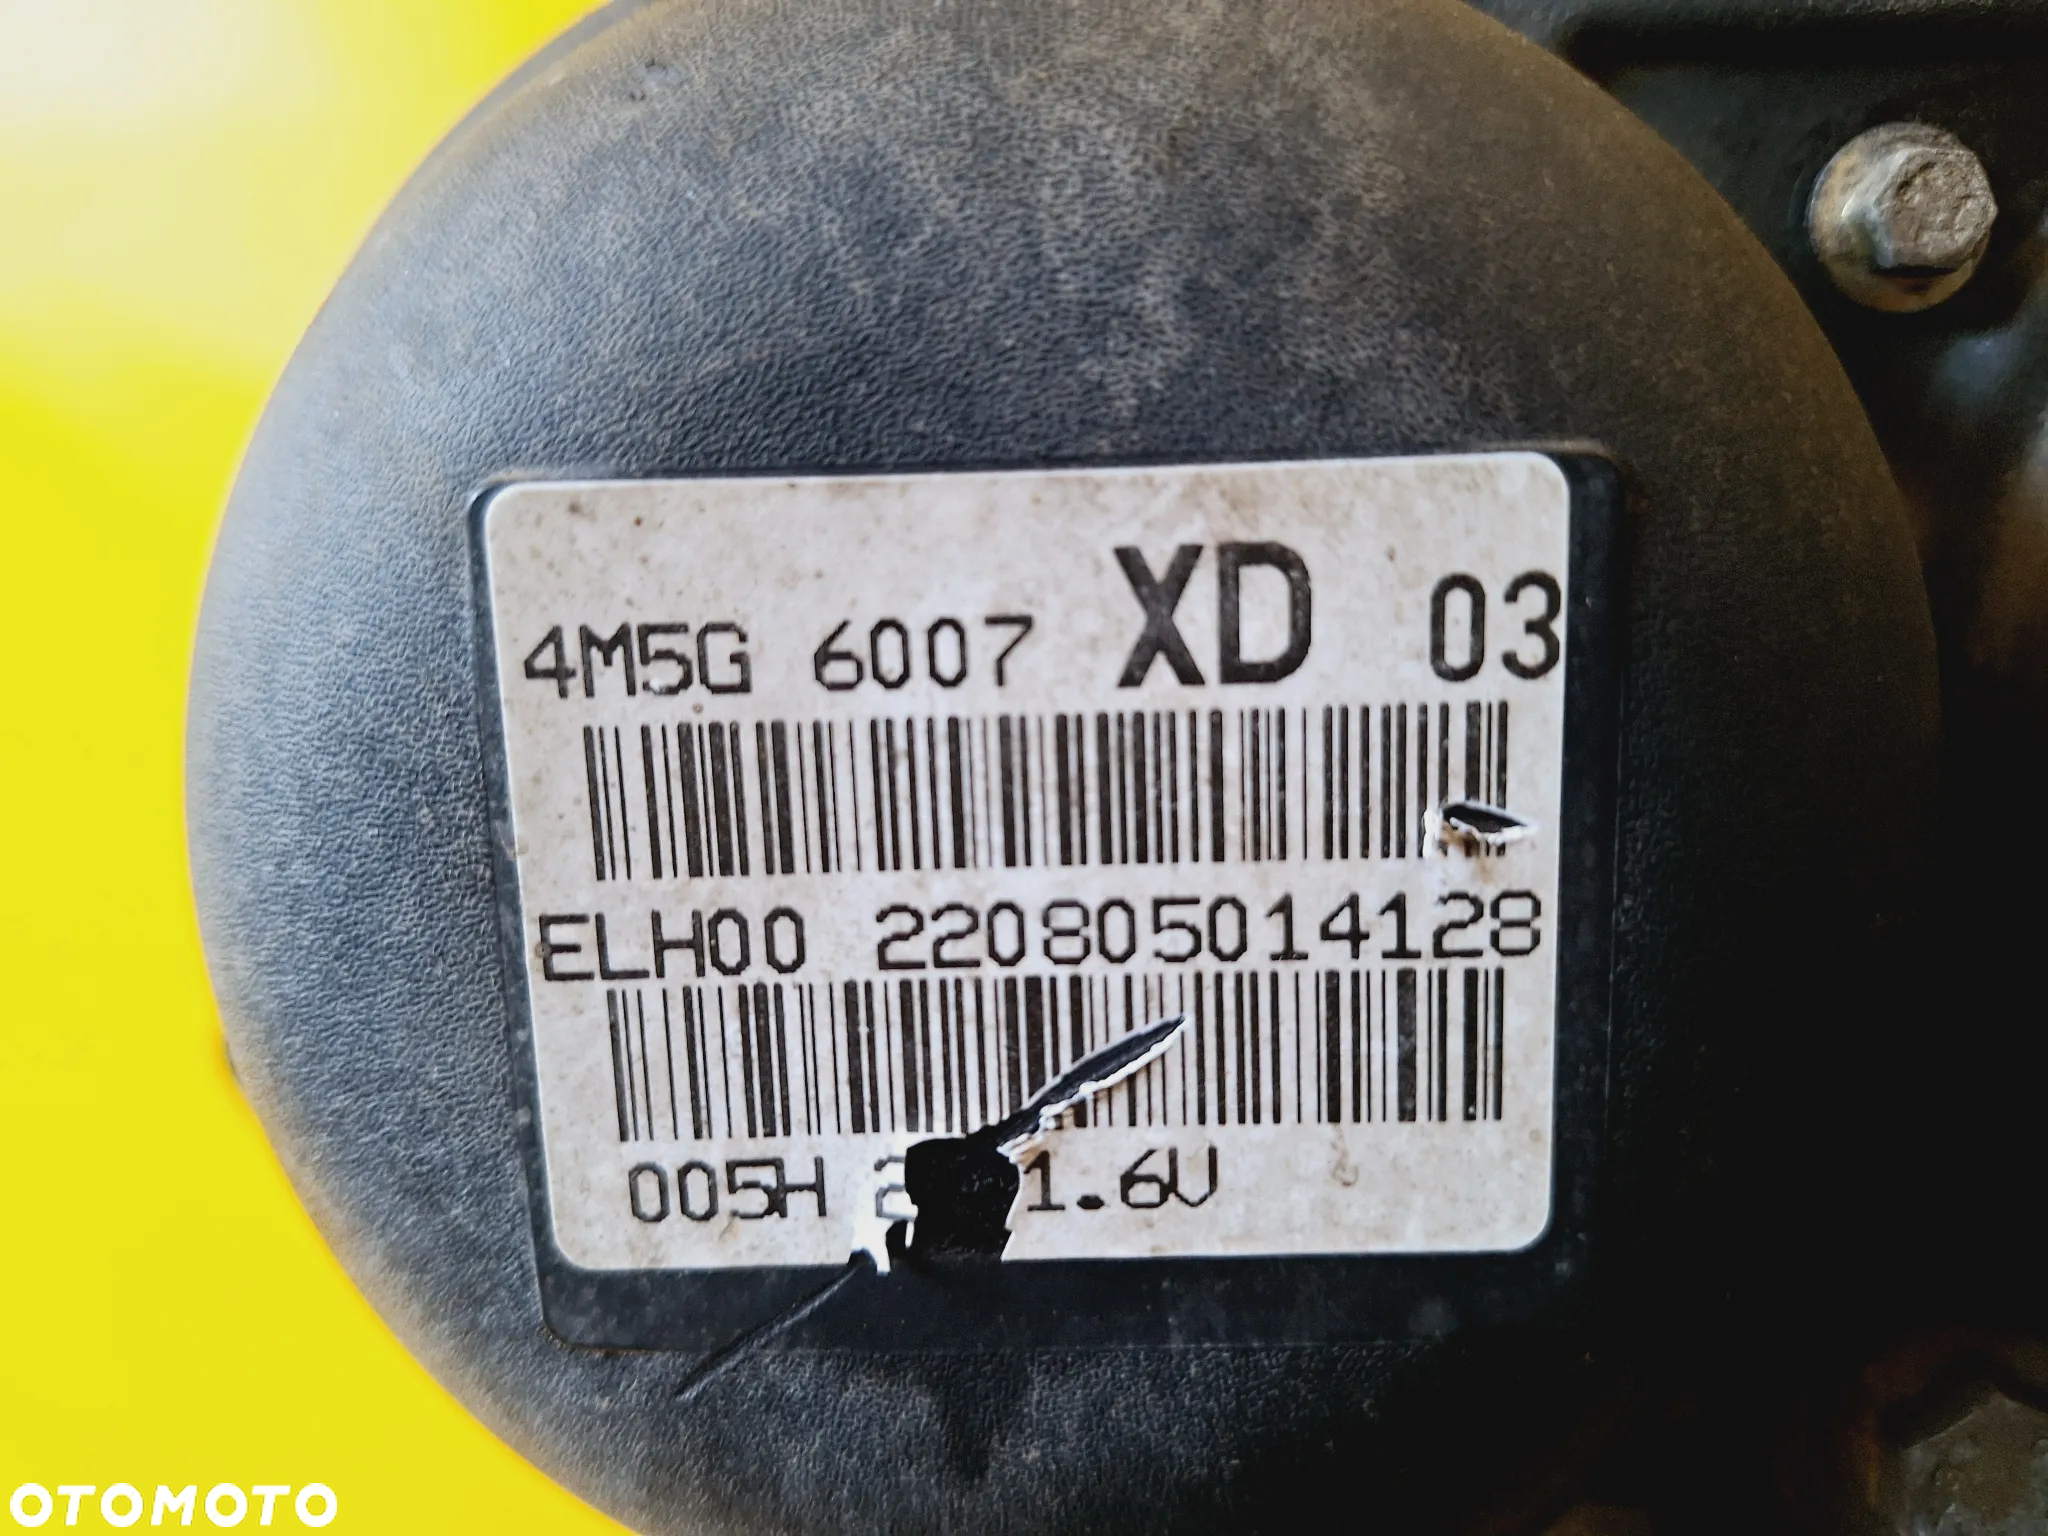 4M5G 6007 XD 03
ELH00 220805014128
005H 1.6V
OTOMOTO